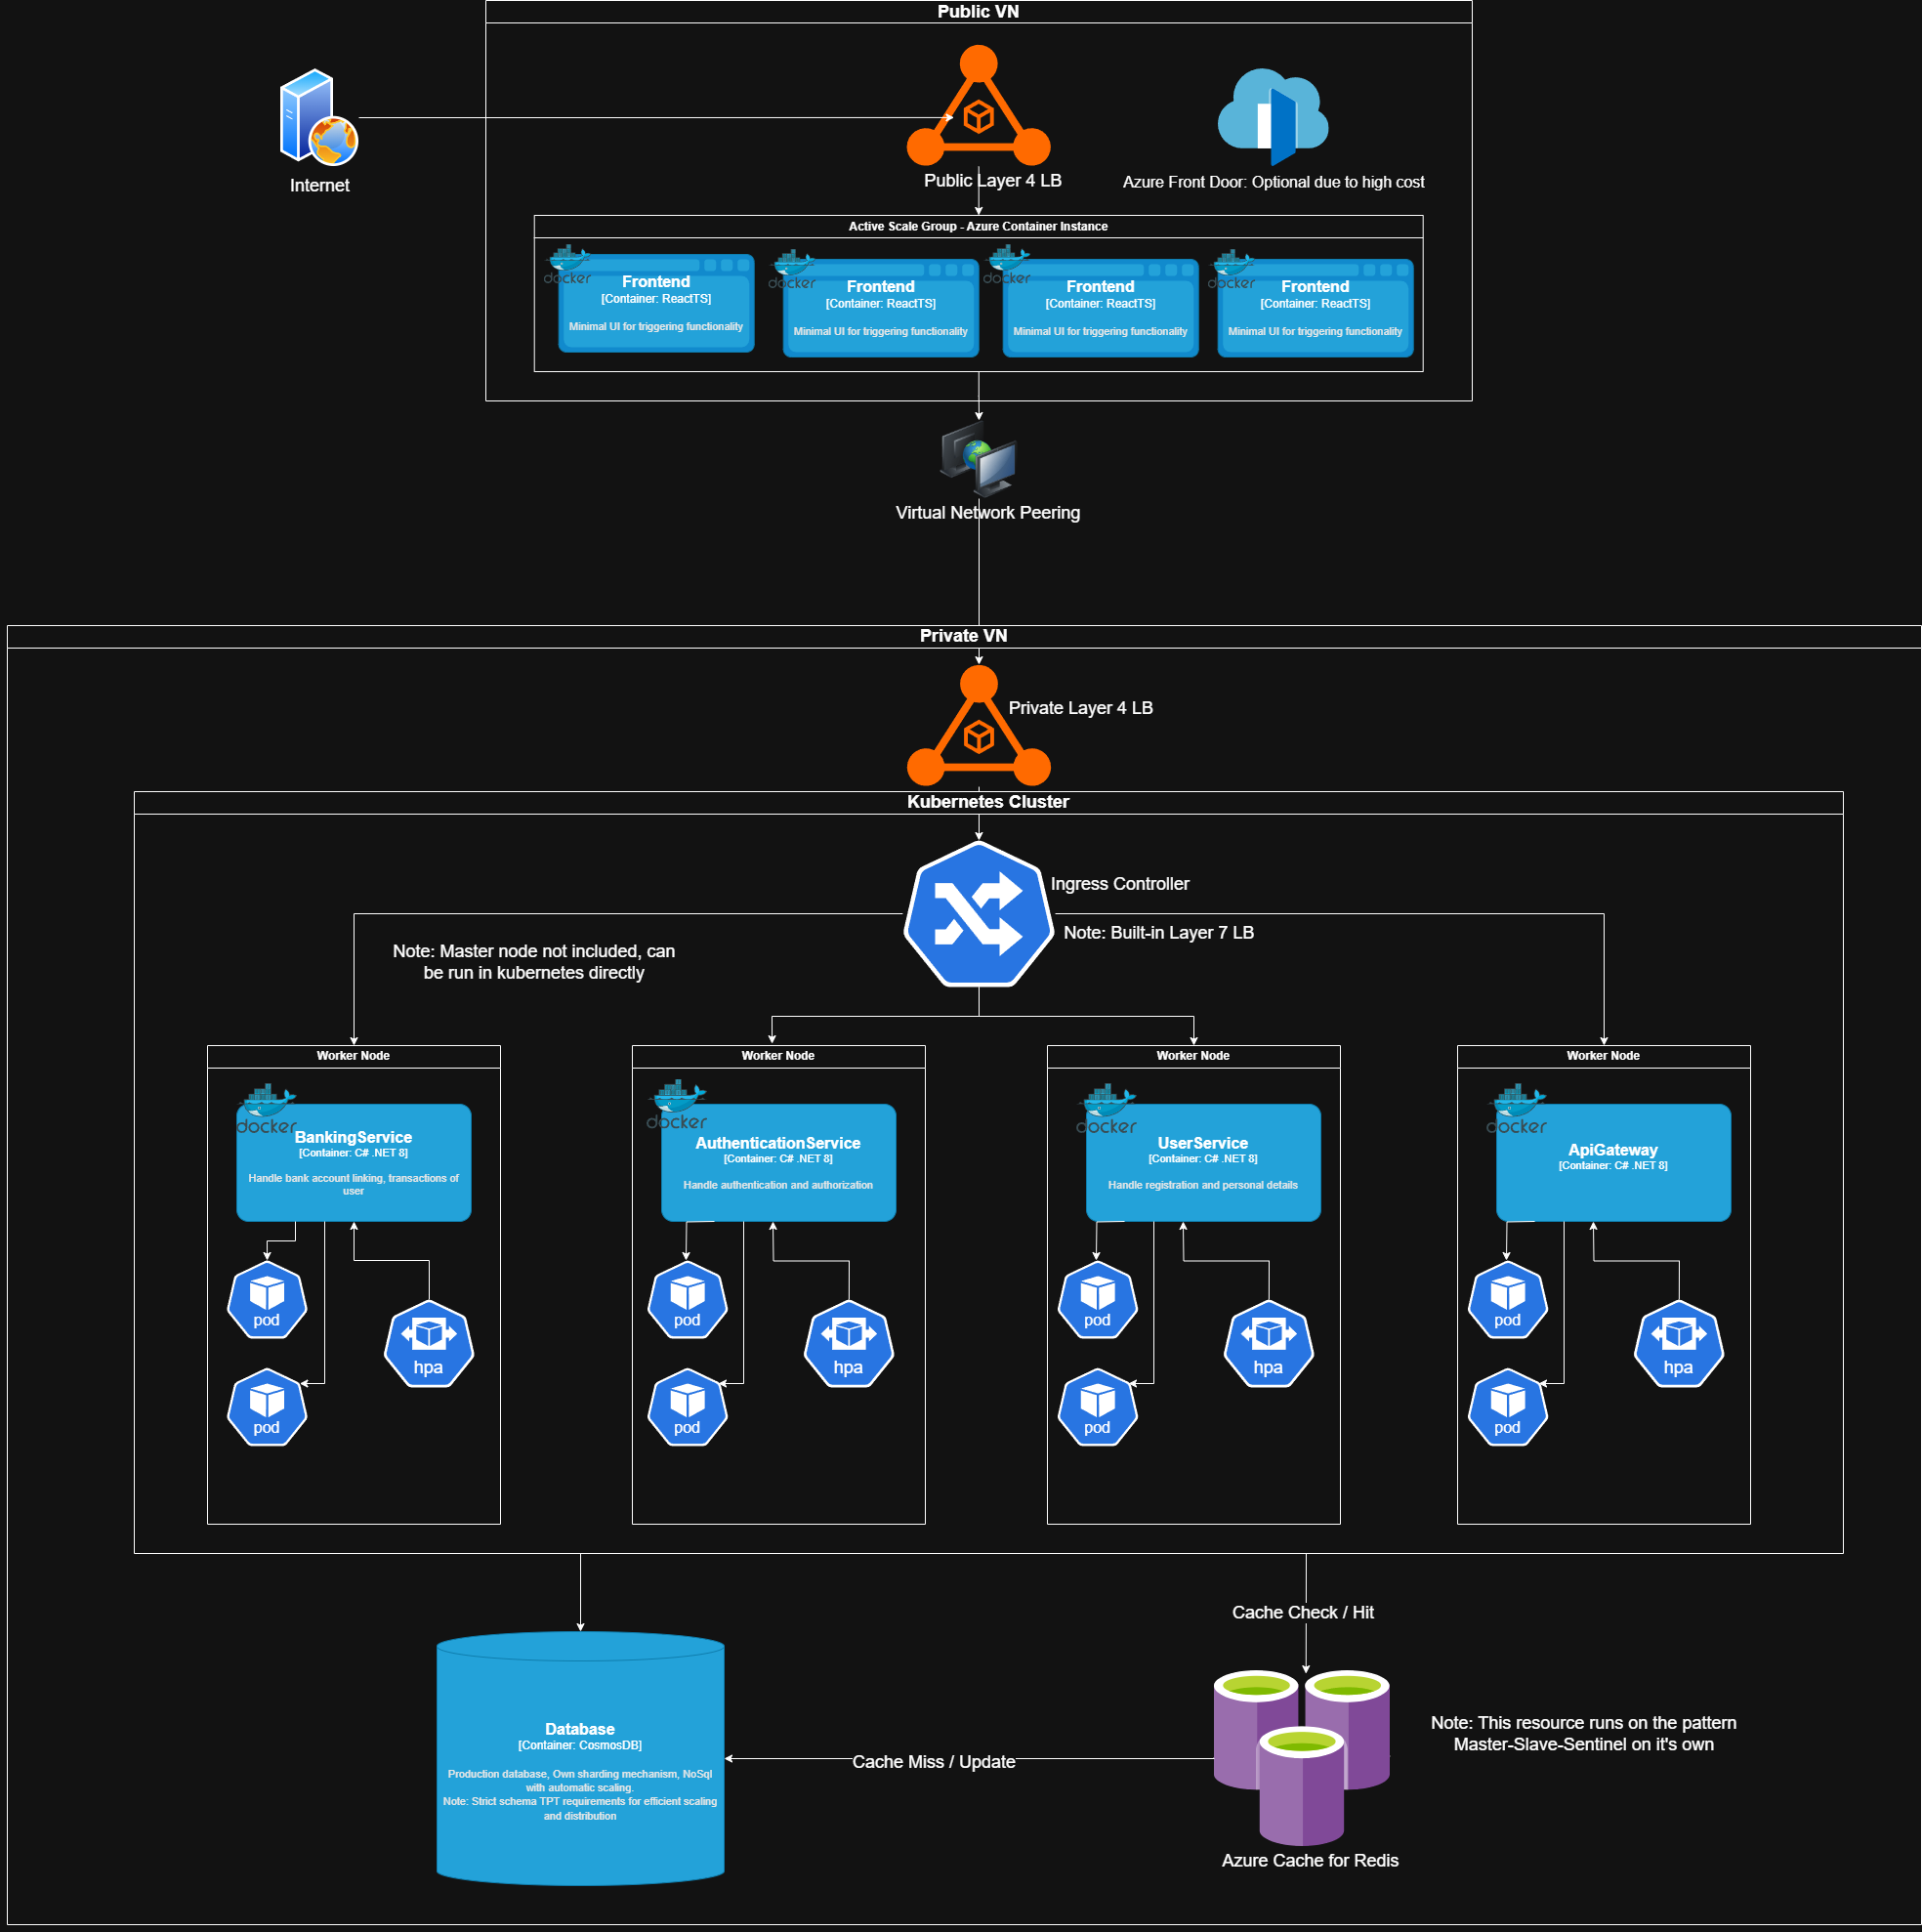 Public VN
Internet
Public Layer 4 LB
Azure Front Door: Optional due to high cost
Active Scale Group - Azure Container Instance
docker
Frontend
[Container: ReactTS]
Minimal UI for triggering functionality
docker
Frontend
[Container: ReactTS]
Minimal UI for triggering functionality
docker
Frontend
[Container: ReactTS]
Minimal UI for triggering functionality
docker
Frontend
[Container: ReactTS]
Minimal UI for triggering functionality
Virtual Network Peering
Private VN
Private Layer 4 LB
Kubernetes Cluster
Ingress Controller
Note: Built-in Layer 7 LB
Note: Master node not included, can
be run in kubernetes directly
Worker Node
docker
BankingService
[Container: C# .NET 8]
Handle bank account linking, transactions of
user
pod
hpa
pod
Worker Node
docker
AuthenticationService
[Container: C# .NET 8]
Handle authentication and authorization
pod
hpa
pod
Worker Node
docker
UserService
[Container: C# .NET 8]
Handle registration and personal details
pod
hpa
pod
Worker Node
docker
ApiGateway
[Container: C# .NET 8]
pod
hpa
pod
Cache Check / Hit
Database
[Container: CosmosDB]
Production database, Own sharding mechanism, NoSql
with automatic scaling.
Note: Strict schema TPT requirements for efficient scaling
and distribution
Cache Miss / Update
Note: This resource runs on the pattern
Master-Slave-Sentinel on it's own
Azure Cache for Redis